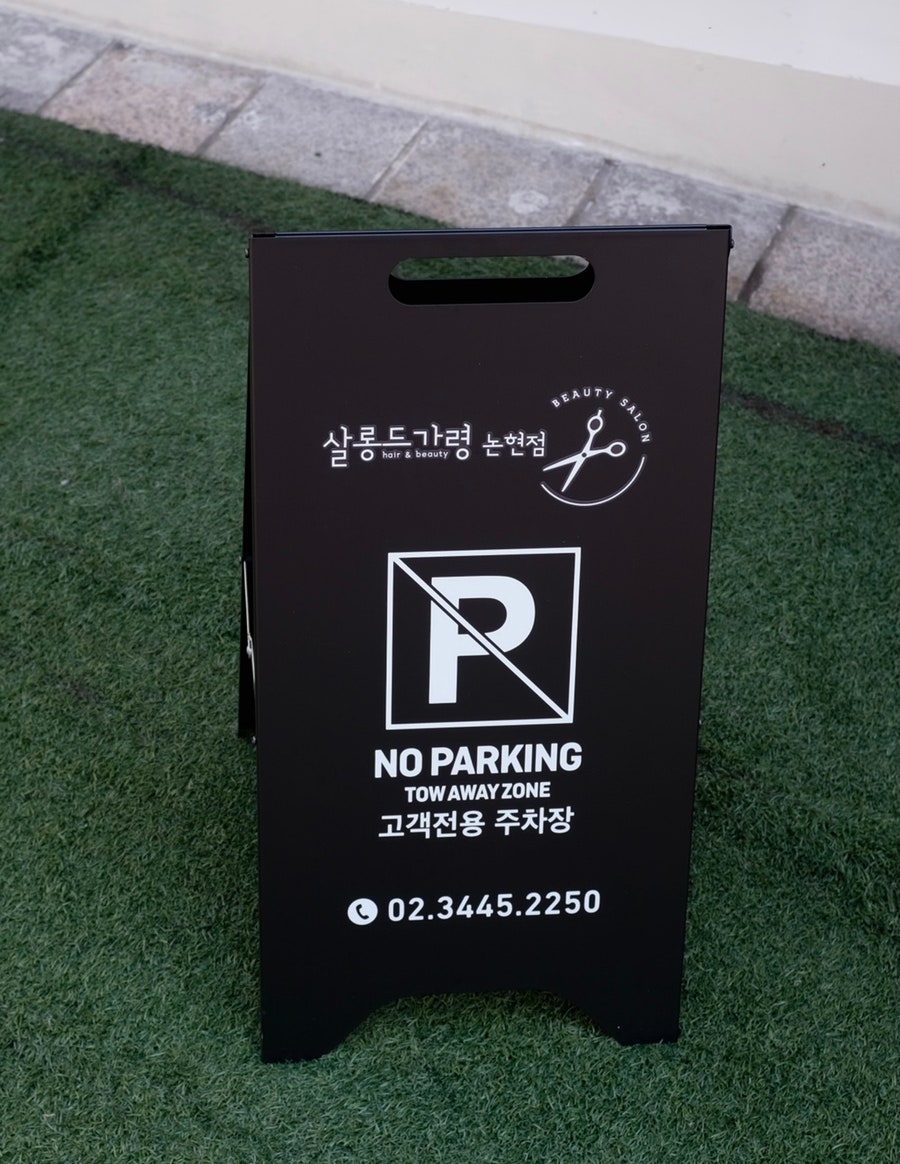 살롱드가령 논현점
hair & beauty
BEAUTY SALON
P
NO PARKING
TOW AWAY ZONE
고객전용 주차장
02.3445.2250